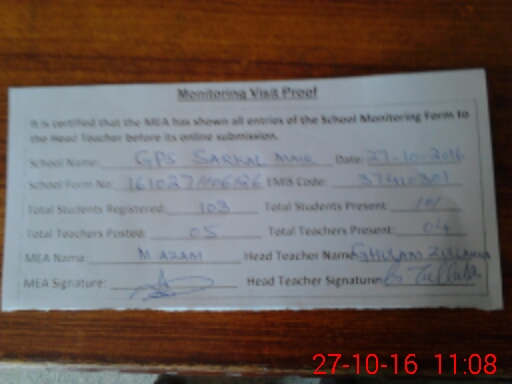 Monitoring Visit Proof
It is certified that the MEA has shown all entries of the School Monitoring Form to
the Head Teacher before its online submission.
School Name: GPS SARKAL MAIR Date: 27-10-2016
School Form No: EMIS Code: 37410301
Total Students Registered: 103 Total Students Present: 101
Total Teachers Posted: 05 Total Teachers Present: 04
MEA Name: M AZAM Head Teacher Name: GHULAM
MEA Signature: Head Teacher Signature:
27-10-16 11:08